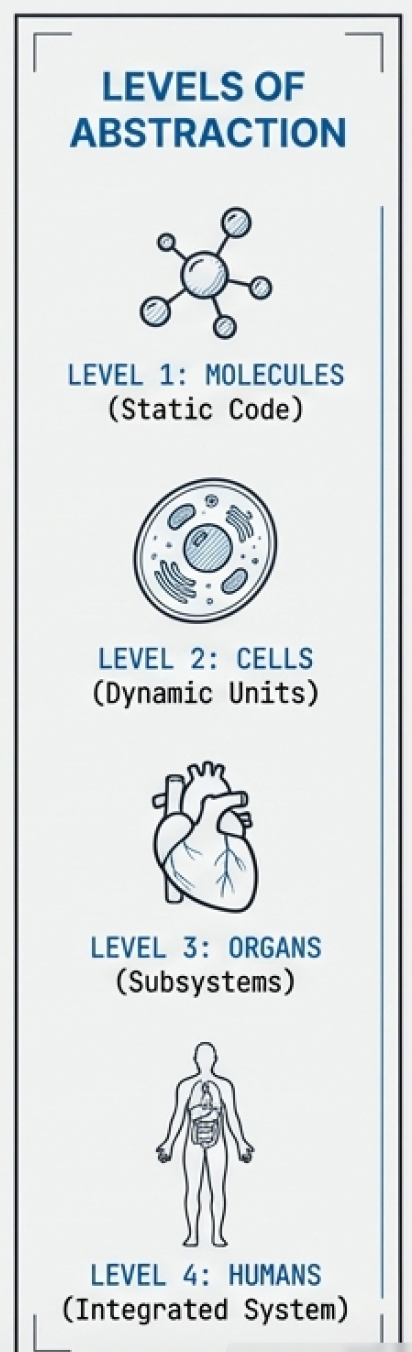 LEVELS OF
ABSTRACTION
LEVEL 1: MOLECULES
(Static Code)
LEVEL 2: CELLS
(Dynamic Units)
LEVEL 3: ORGANS
(Subsystems)
LEVEL 4: HUMANS
(Integrated System)